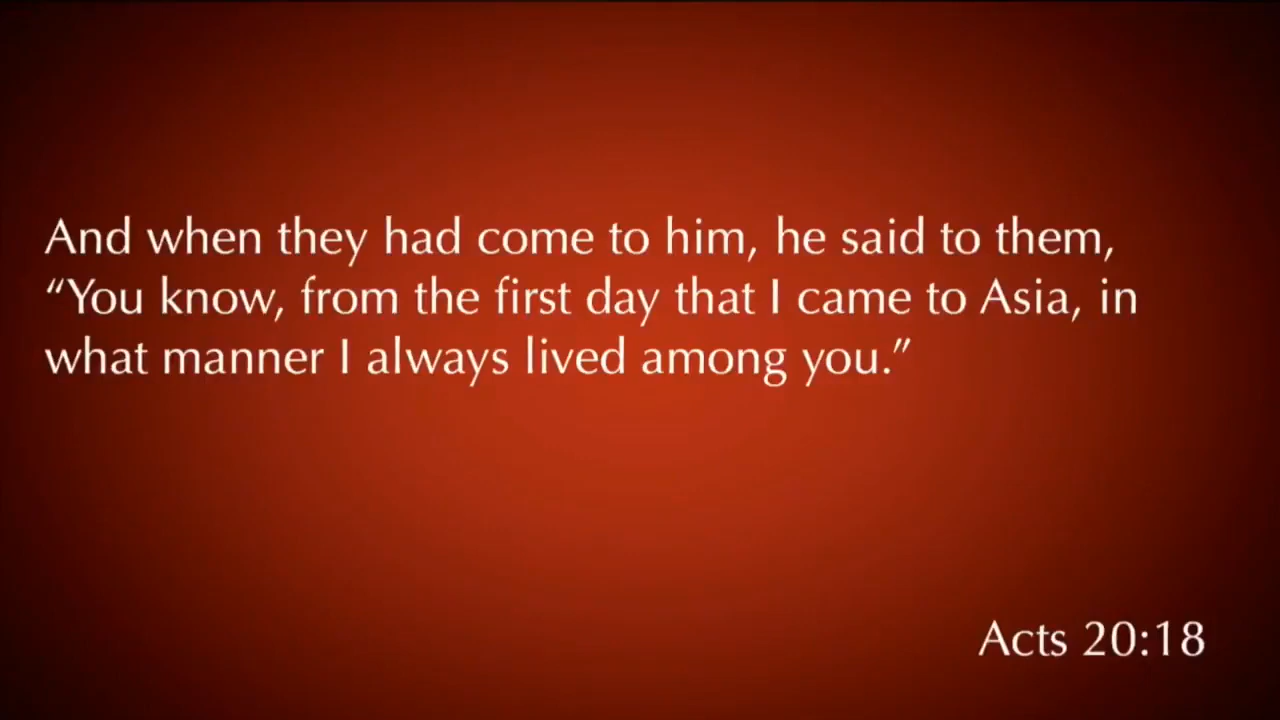 And when they had come to him, he said to them,
“You know, from the first day that I came to Asia, in
what manner I always lived among you.”
Acts 20:18